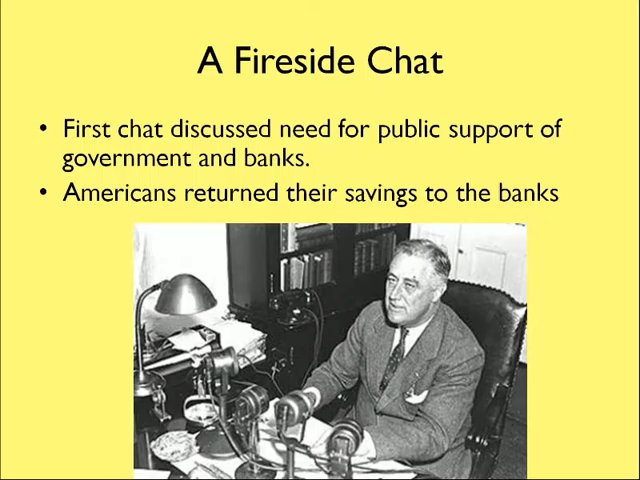 A Fireside Chat
• First chat discussed need for public support of
government and banks.
• Americans returned their savings to the banks